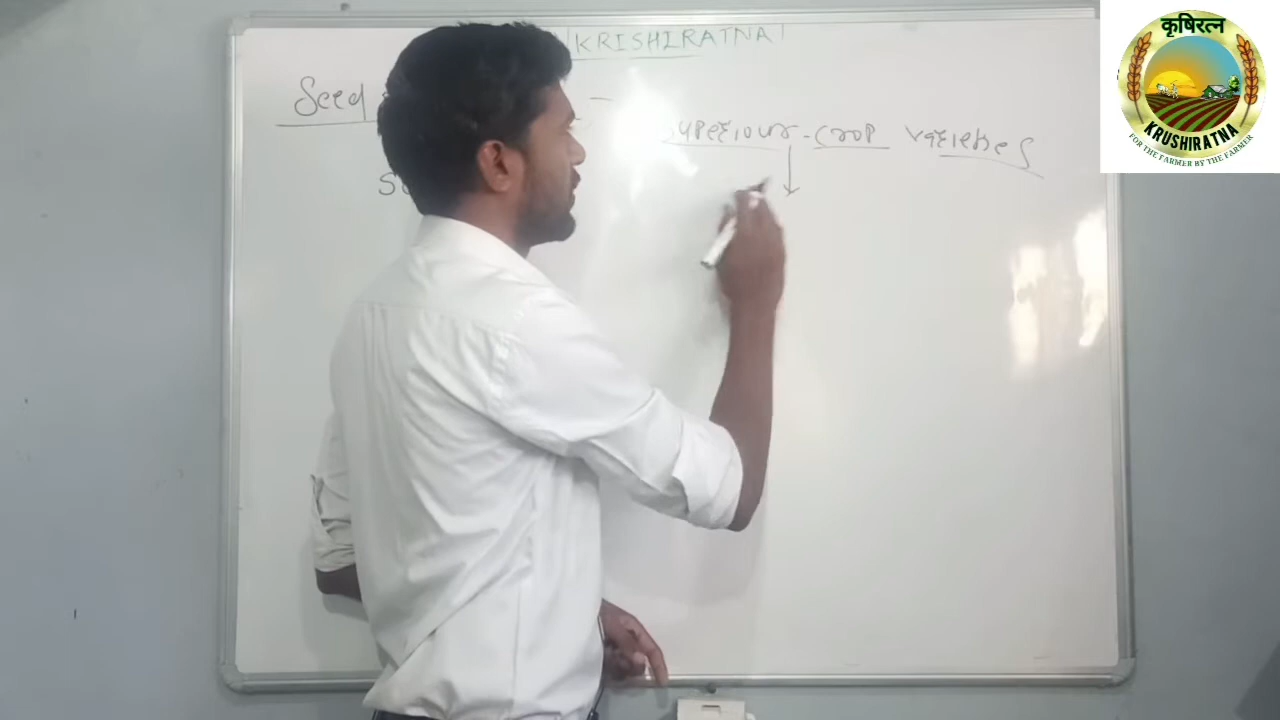 कृषिरत्न
KRUSHIRATNA
FOR THE FARMER BY THE FARMER
KRISHIRATNA
Seed
Superiour - Crop Varieties